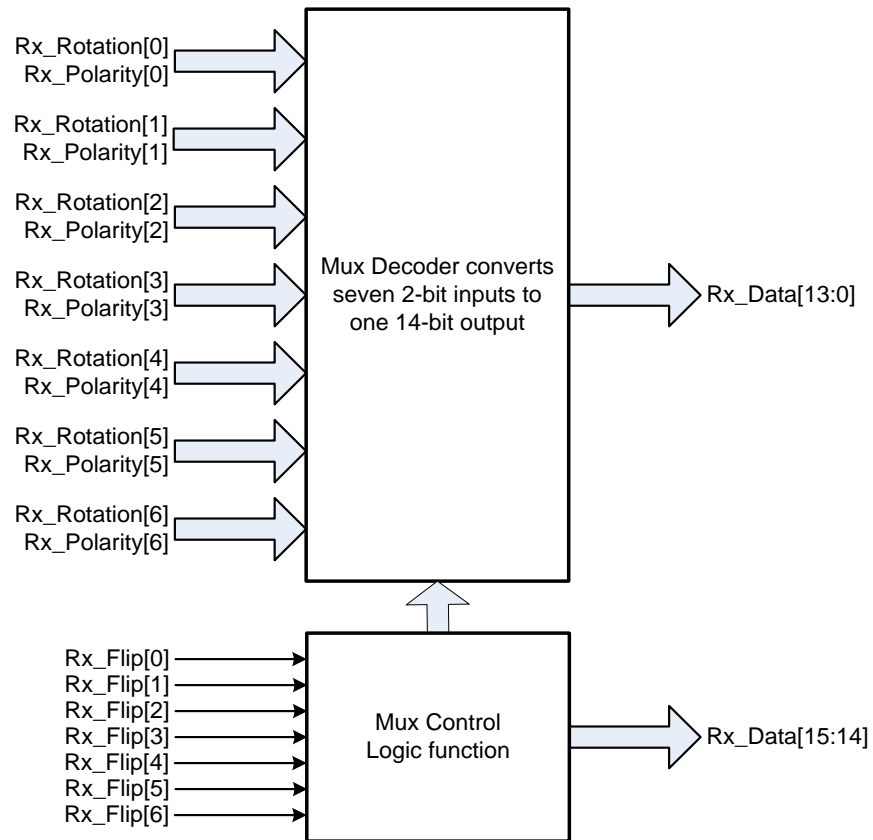 Rx_Rotation[0]
Rx_Polarity[0]
Rx_Rotation[1]
Rx_Polarity[1]
Rx_Rotation[2]
Rx_Polarity[2]
Rx_Rotation[3]
Rx_Polarity[3]
Rx_Rotation[4]
Rx_Polarity[4]
Rx_Rotation[5]
Rx_Polarity[5]
Rx_Rotation[6]
Rx_Polarity[6]
Mux Decoder converts
seven 2-bit inputs to
one 14-bit output
Rx_Data[13:0]
Rx_Flip[0]
Rx_Flip[1]
Rx_Flip[2]
Rx_Flip[3]
Rx_Flip[4]
Rx_Flip[5]
Rx_Flip[6]
Mux Control
Logic function
Rx_Data[15:14]